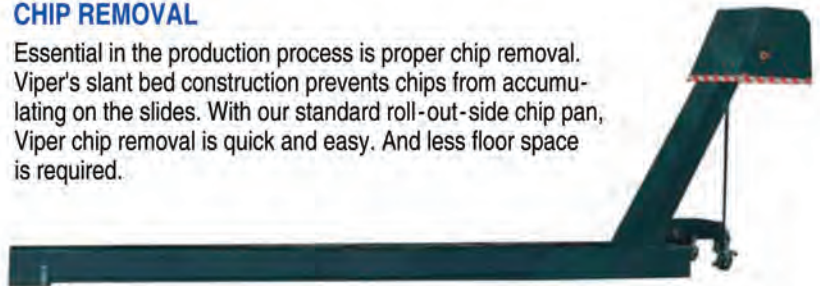 CHIP REMOVAL
Essential in the production process is proper chip removal.
Viper's slant bed construction prevents chips from accumu-
lating on the slides. With our standard roll-out-side chip pan,
Viper chip removal is quick and easy. And less floor space
is required.